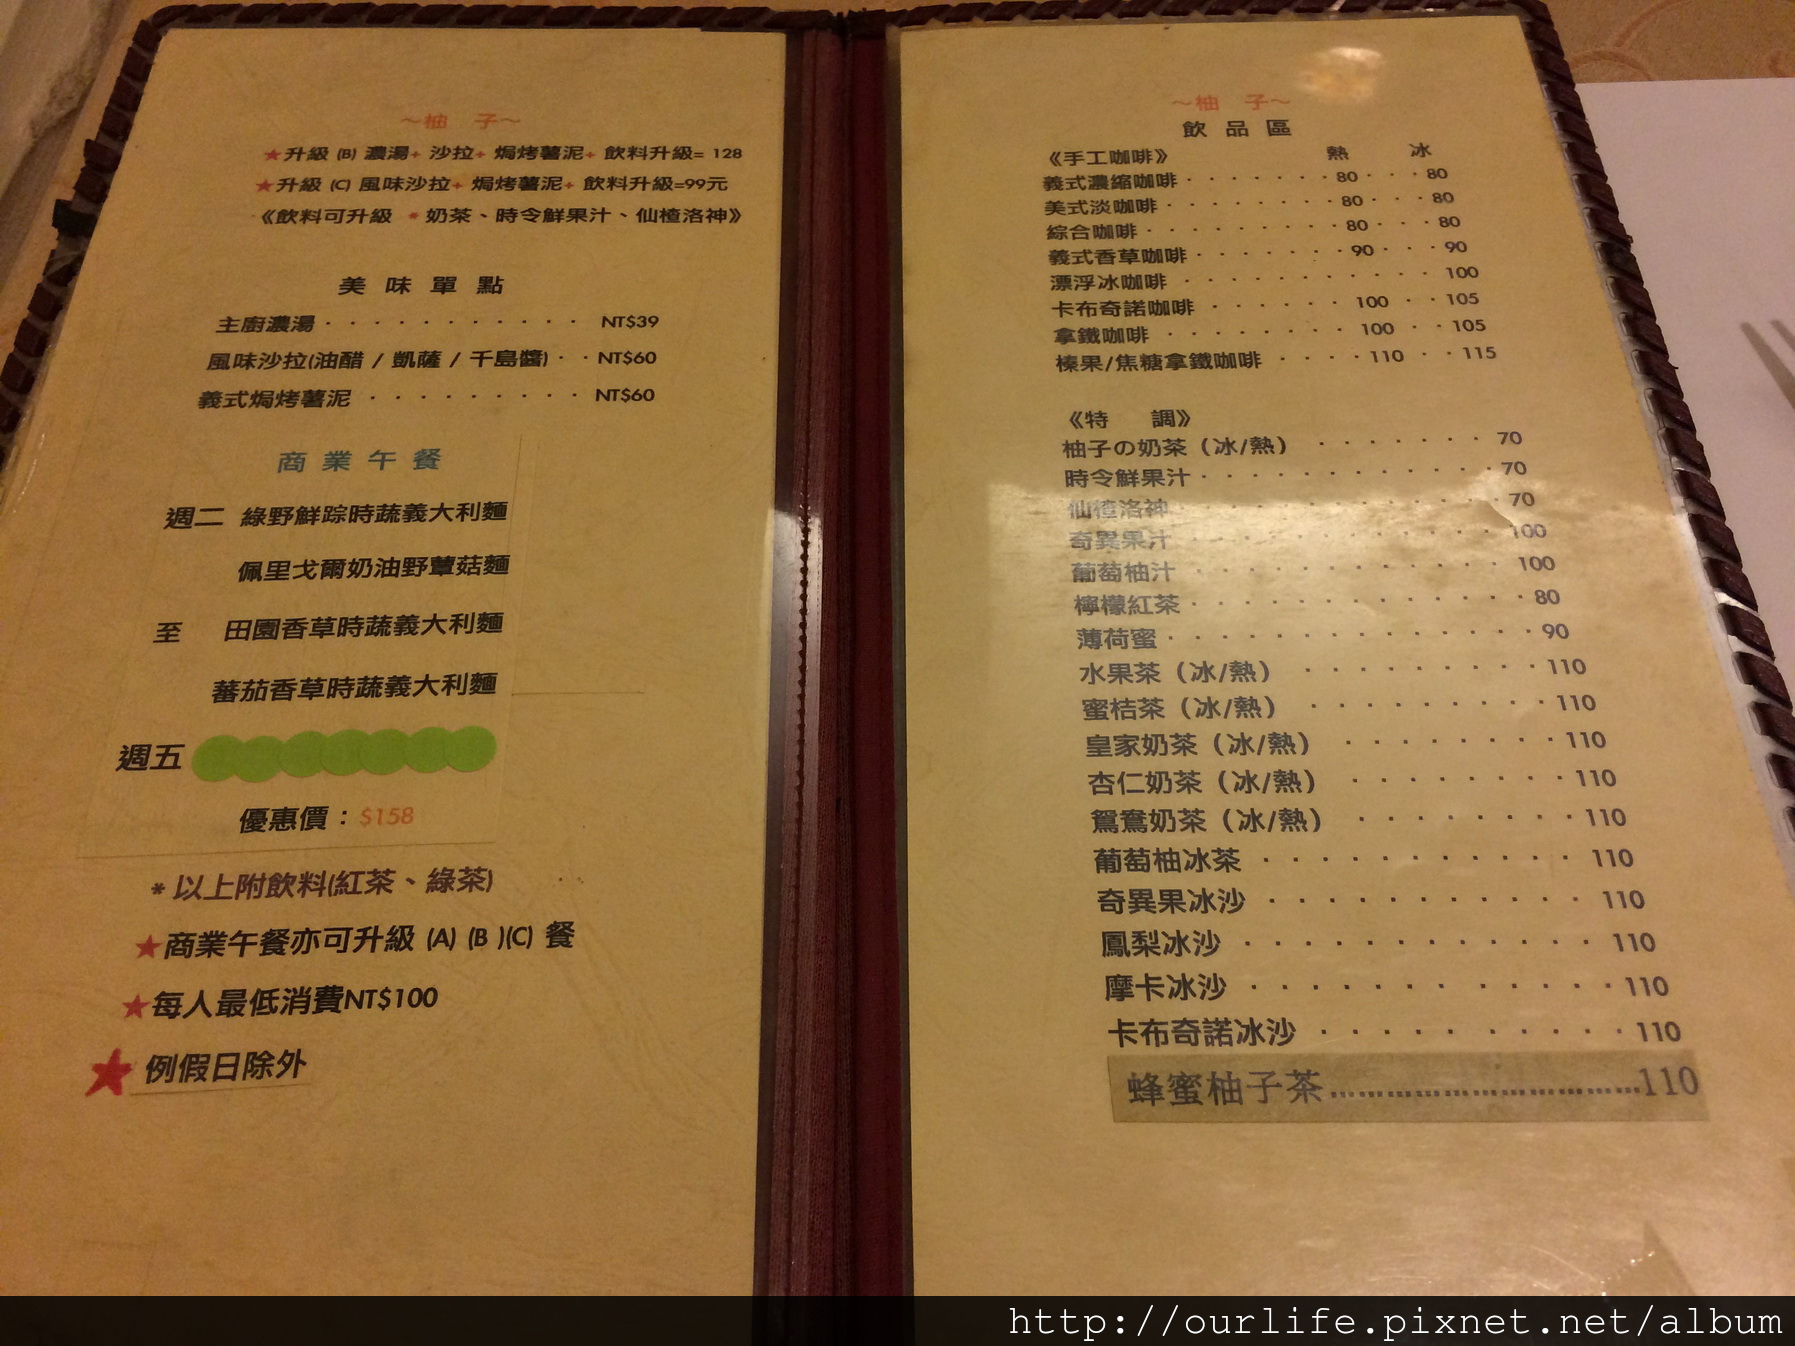 ～柚 子～
★升級 (B) 濃湯+ 沙拉+ 焗烤薯泥+ 飲料升級= 128
★升級 (C) 風味沙拉+ 焗烤薯泥+ 飲料升級=99元
《飲料可升級 *奶茶、時令鮮果汁、仙楂洛神》
美 味 單 點
主廚濃湯‧‧‧‧‧‧‧‧‧‧‧‧ NT$39
風味沙拉(油醋 / 凱薩 / 千島醬)‧‧NT$60
義式焗烤薯泥 ‧‧‧‧‧‧‧‧‧‧ NT$60
商 業 午 餐
週二 綠野鮮踪時蔬義大利麵
佩里戈爾奶油野蕈菇麵
至 田園香草時蔬義大利麵
蕃茄香草時蔬義大利麵
週五
優惠價：$158
*以上附飲料(紅茶、綠茶)
★商業午餐亦可升級 (A) (B )(C) 餐
★每人最低消費NT$100
★例假日除外
～柚 子～
飲 品 區
《手工咖啡》 熱 冰
義式濃縮咖啡‧‧‧‧‧‧‧‧80‧‧‧80
美式淡咖啡‧‧‧‧‧‧‧‧‧80‧‧‧80
綜合咖啡‧‧‧‧‧‧‧‧‧‧80‧‧‧80
義式香草咖啡‧‧‧‧‧‧‧‧90‧‧‧90
漂浮冰咖啡 ‧‧‧‧‧‧‧‧‧‧‧‧100
卡布奇諾咖啡 ‧‧‧‧‧‧‧100‧‧105
拿鐵咖啡 ‧‧‧‧‧‧‧‧‧100‧‧105
榛果/焦糖拿鐵咖啡 ‧‧‧‧110‧‧115
《特 調》
柚子の奶茶（冰/熱） ‧‧‧‧‧‧‧70
時令鮮果汁‧‧‧‧‧‧‧‧‧‧‧‧70
仙楂洛神‧‧‧‧‧‧‧‧‧‧‧‧‧70
奇異果汁‧‧‧‧‧‧‧‧‧‧‧‧‧100
葡萄柚汁‧‧‧‧‧‧‧‧‧‧‧‧‧100
檸檬紅茶‧‧‧‧‧‧‧‧‧‧‧‧‧80
薄荷蜜‧‧‧‧‧‧‧‧‧‧‧‧‧‧90
水果茶（冰/熱） ‧‧‧‧‧‧‧‧‧110
蜜桔茶（冰/熱） ‧‧‧‧‧‧‧‧‧110
皇家奶茶（冰/熱） ‧‧‧‧‧‧‧‧110
杏仁奶茶（冰/熱） ‧‧‧‧‧‧‧‧110
鴛鴦奶茶（冰/熱） ‧‧‧‧‧‧‧‧110
葡萄柚冰茶 ‧‧‧‧‧‧‧‧‧‧‧110
奇異果冰沙 ‧‧‧‧‧‧‧‧‧‧‧110
鳳梨冰沙 ‧‧‧‧‧‧‧‧‧‧‧‧110
摩卡冰沙 ‧‧‧‧‧‧‧‧‧‧‧‧110
卡布奇諾冰沙 ‧‧‧‧‧‧‧‧‧‧110
蜂蜜柚子茶..............................110
http://ourlife.pixnet.net/album